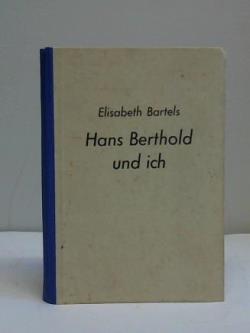 Elisabeth Bartels
Hans Berthold
und ich